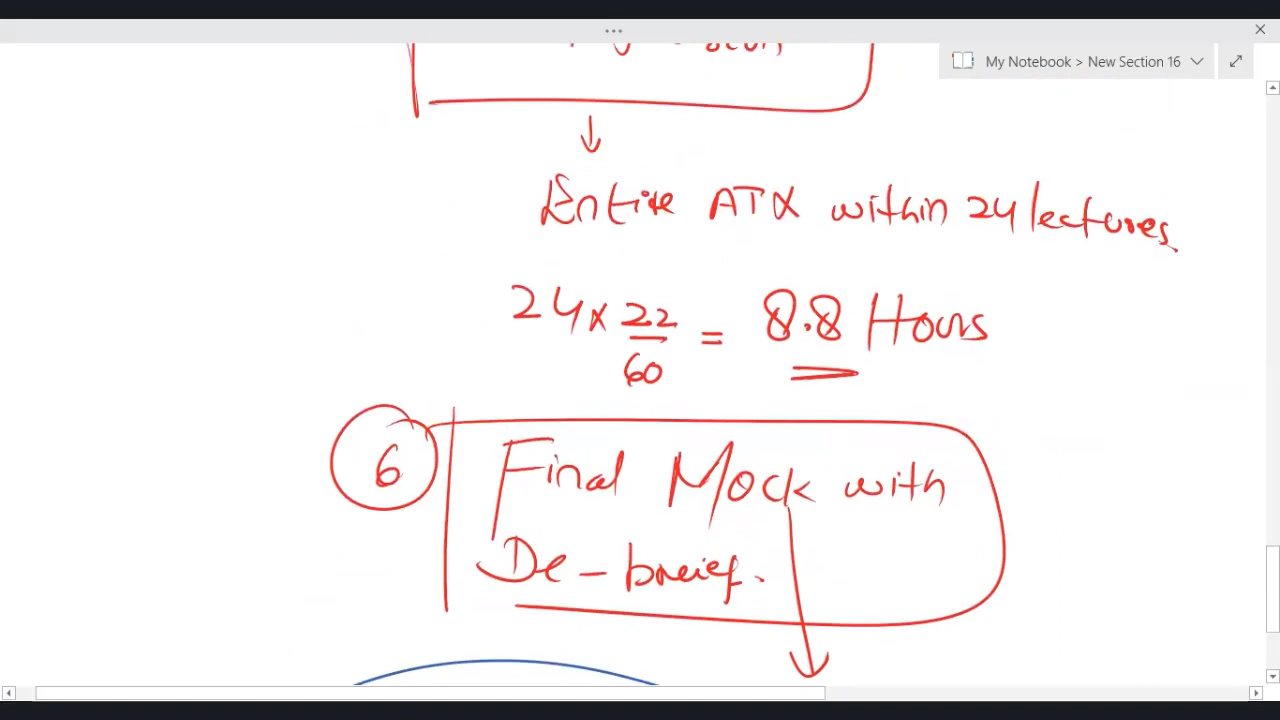 My Notebook > New Section 16
Entire ATX within 24 lectures
24 x 22/60 = 8.8 Hours
6
Final Mock with
De-breief.